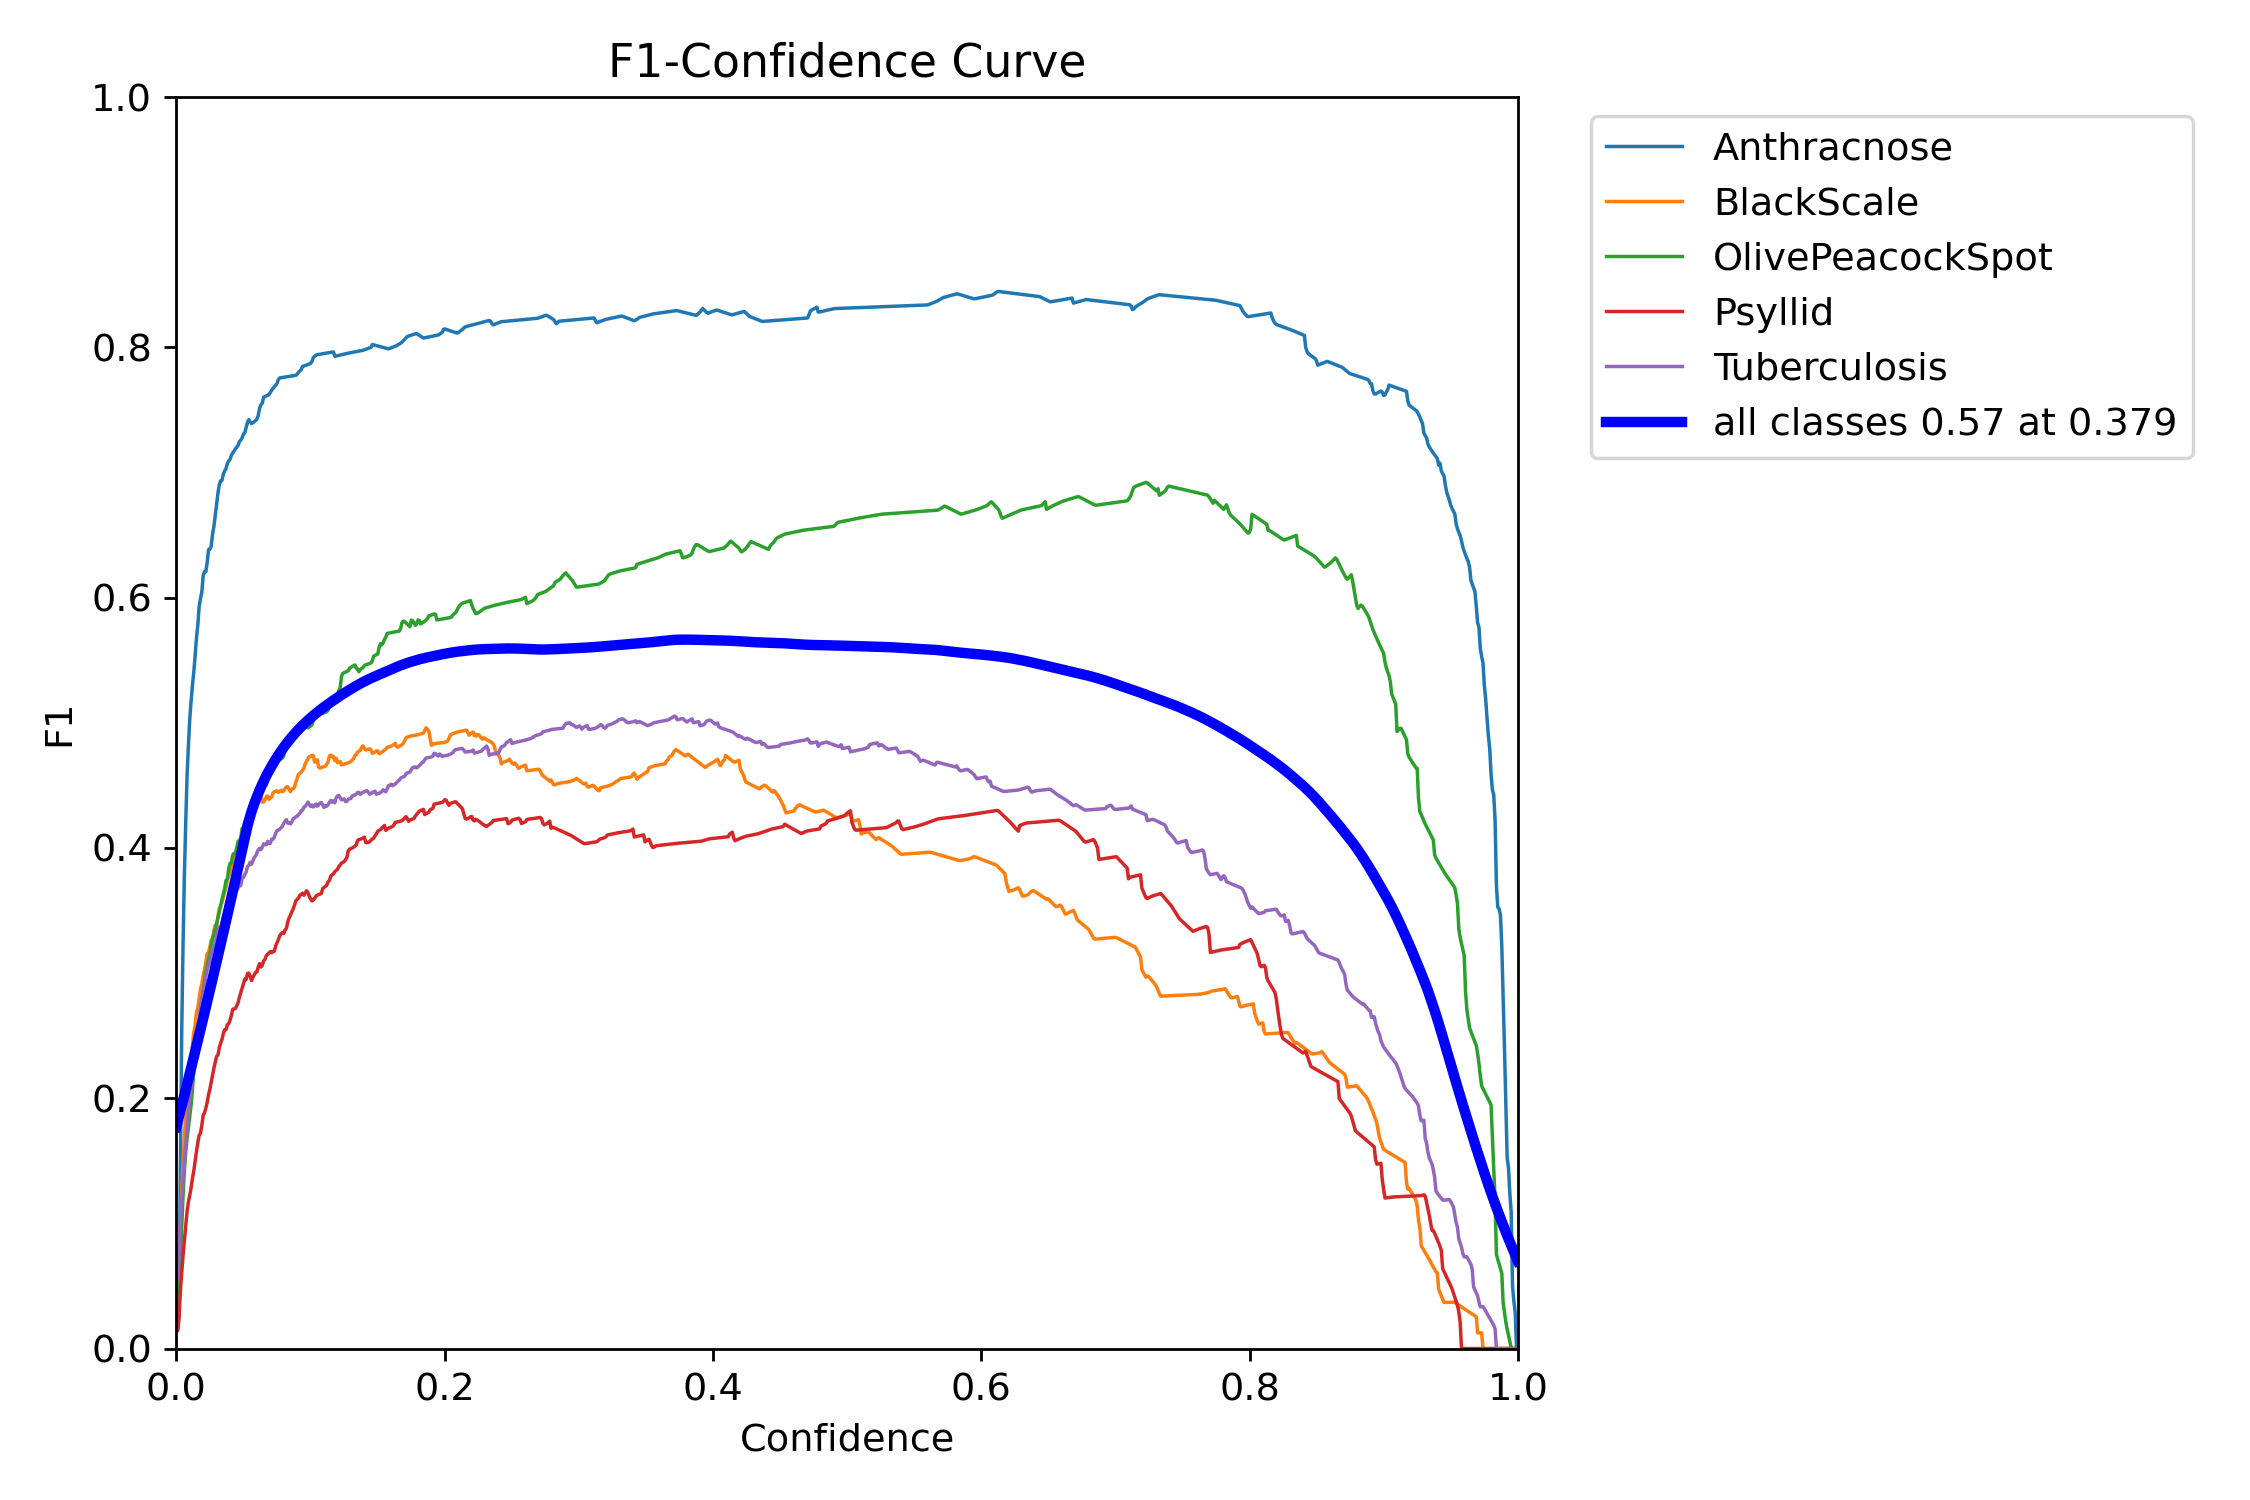 F1-Confidence Curve
1.0
0.8
0.6
0.4
0.2
0.0
F1
0.0 0.2 0.4 0.6 0.8 1.0
Confidence
Anthracnose
BlackScale
OlivePeacockSpot
Psyllid
Tuberculosis
all classes 0.57 at 0.379